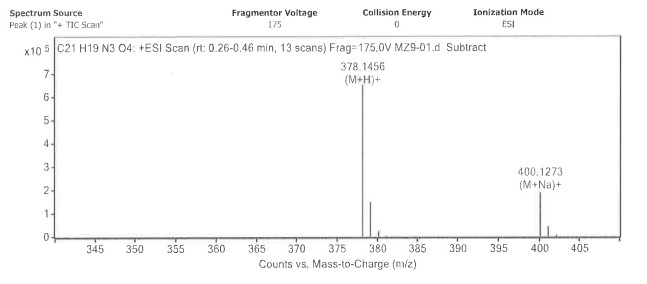 Spectrum Source Fragmentor Voltage Collision Energy Ionization Mode
Peak (1) in "+ TIC Scan" 175 0 ESI
x10 5 C21 H19 N3 O4: +ESI Scan (rt: 0.26-0.46 min, 13 scans) Frag=175.0V MZ9-01.d Subtract
378.1456
(M+H)+
7
6
5
4
3
400.1273
(M+Na)+
2
1
0
345 350 355 360 365 370 375 380 385 390 395 400 405
Counts vs. Mass-to-Charge (m/z)